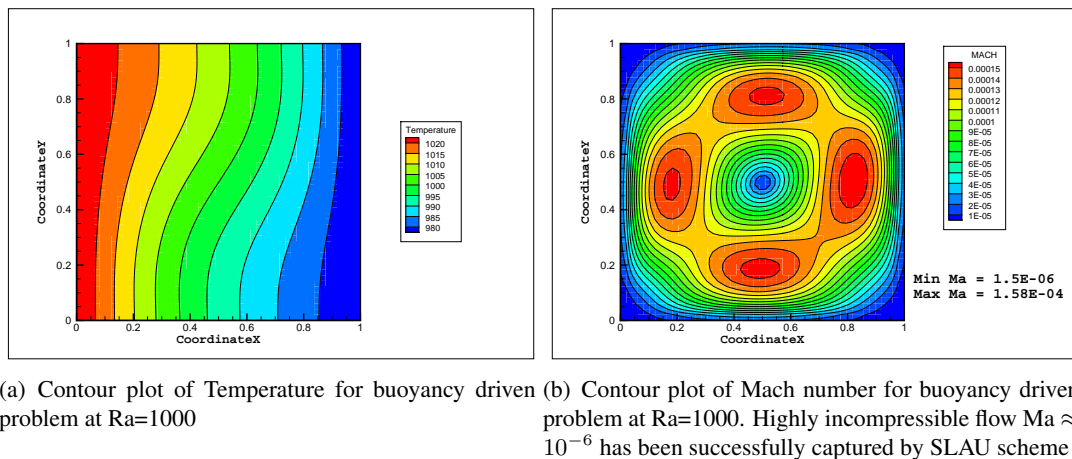 1
0.8
0.6
0.4
0.2
0
CoordinateY
0
0.2
0.4
0.6
0.8
1
CoordinateX
Temperature
1020
1015
1010
1005
1000
995
990
985
980
1
0.8
0.6
0.4
0.2
0
CoordinateY
0
0.2
0.4
0.6
0.8
1
CoordinateX
MACH
0.00015
0.00014
0.00013
0.00012
0.00011
0.0001
9E-05
8E-05
7E-05
6E-05
5E-05
4E-05
3E-05
2E-05
1E-05
Min Ma = 1.5E-06
Max Ma = 1.58E-04
(a) Contour plot of Temperature for buoyancy driven
problem at Ra=1000
(b) Contour plot of Mach number for buoyancy driven
problem at Ra=1000. Highly incompressible flow Ma ≈
10⁻⁶ has been successfully captured by SLAU scheme